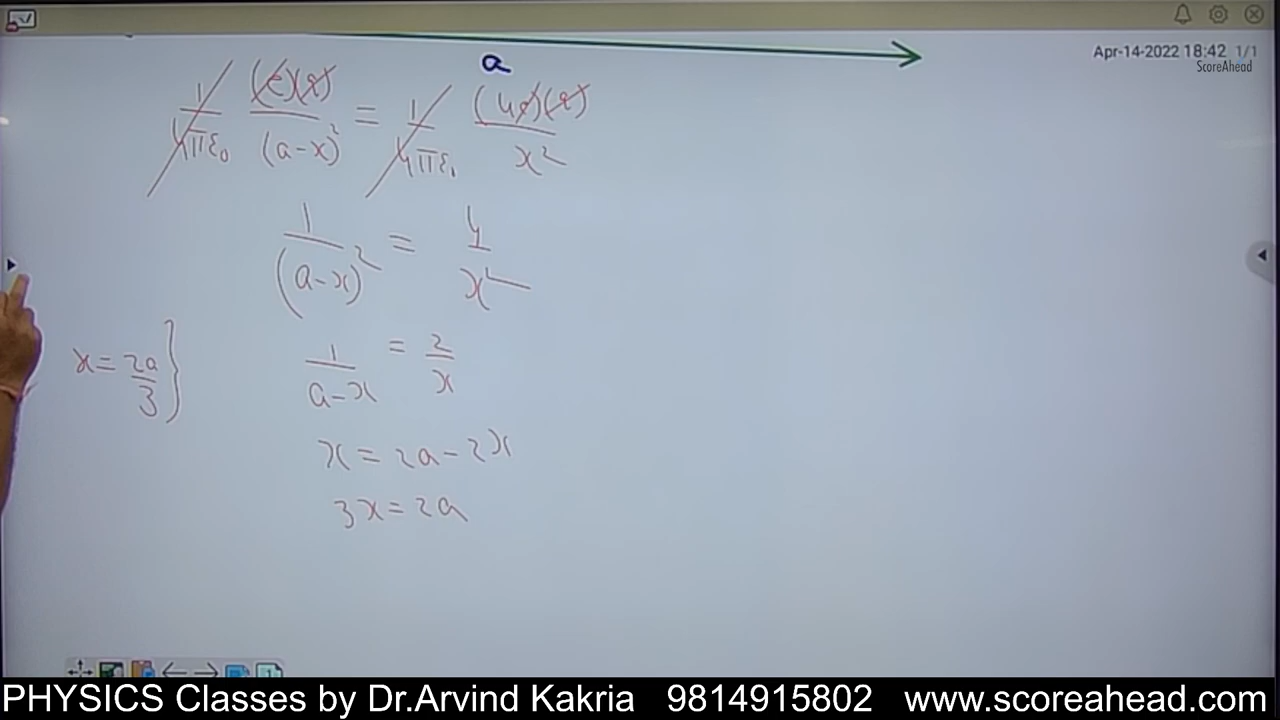 Apr-14-2022 18:42 1/1
ScoreAhead
a
1/4πε₀ (e)(q)/(a-x)² = 1/4πε₀ (4e)(q)/x²
1/(a-x)² = 4/x²
1/(a-x) = 2/x
x = 2a/3 }
x = 2a - 2x
3x = 2a
PHYSICS Classes by Dr.Arvind Kakria 9814915802 www.scoreahead.com